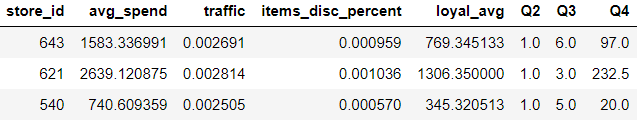 store_id avg_spend traffic items_disc_percent loyal_avg Q2 Q3 Q4
643 1583.336991 0.002691 0.000959 769.345133 1.0 6.0 97.0
621 2639.120875 0.002814 0.001036 1306.350000 1.0 3.0 232.5
540 740.609359 0.002505 0.000570 345.320513 1.0 5.0 20.0